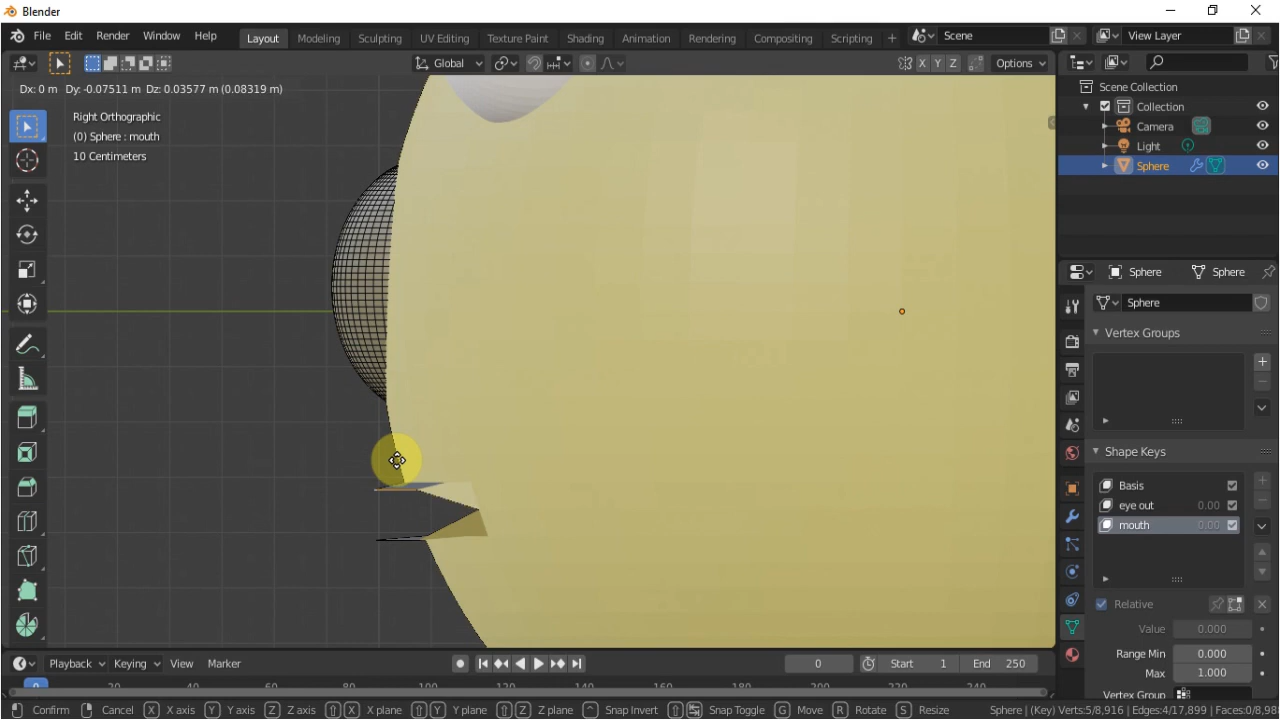 Blender
File Edit Render Window Help Layout Modeling Sculpting UV Editing Texture Paint Shading Animation Rendering Compositing Scripting + Scene View Layer
Global X Y Z Options
Dx: 0 m Dy: -0.07511 m Dz: 0.03577 m (0.08319 m)
Right Orthographic
(0) Sphere : mouth
10 Centimeters
Scene Collection
Collection
Camera
Light
Sphere
Sphere Sphere
Sphere
Vertex Groups
Shape Keys
Basis
eye out 0.00
mouth 0.00
Relative
Value 0.000
Range Min 0.000
Max 1.000
Vertex Group
Playback Keying View Marker 0 Start 1 End 250
0 20 40 60 80 100 120 140 160 180 200 220 240
Confirm Cancel X X axis Y Y axis Z Z axis X X plane Y Y plane Z Z plane Snap Invert Snap Toggle G Move R Rotate S Resize Sphere | (Key) Verts:5/8,916 | Edges:4/17,899 | Faces:0/8,98